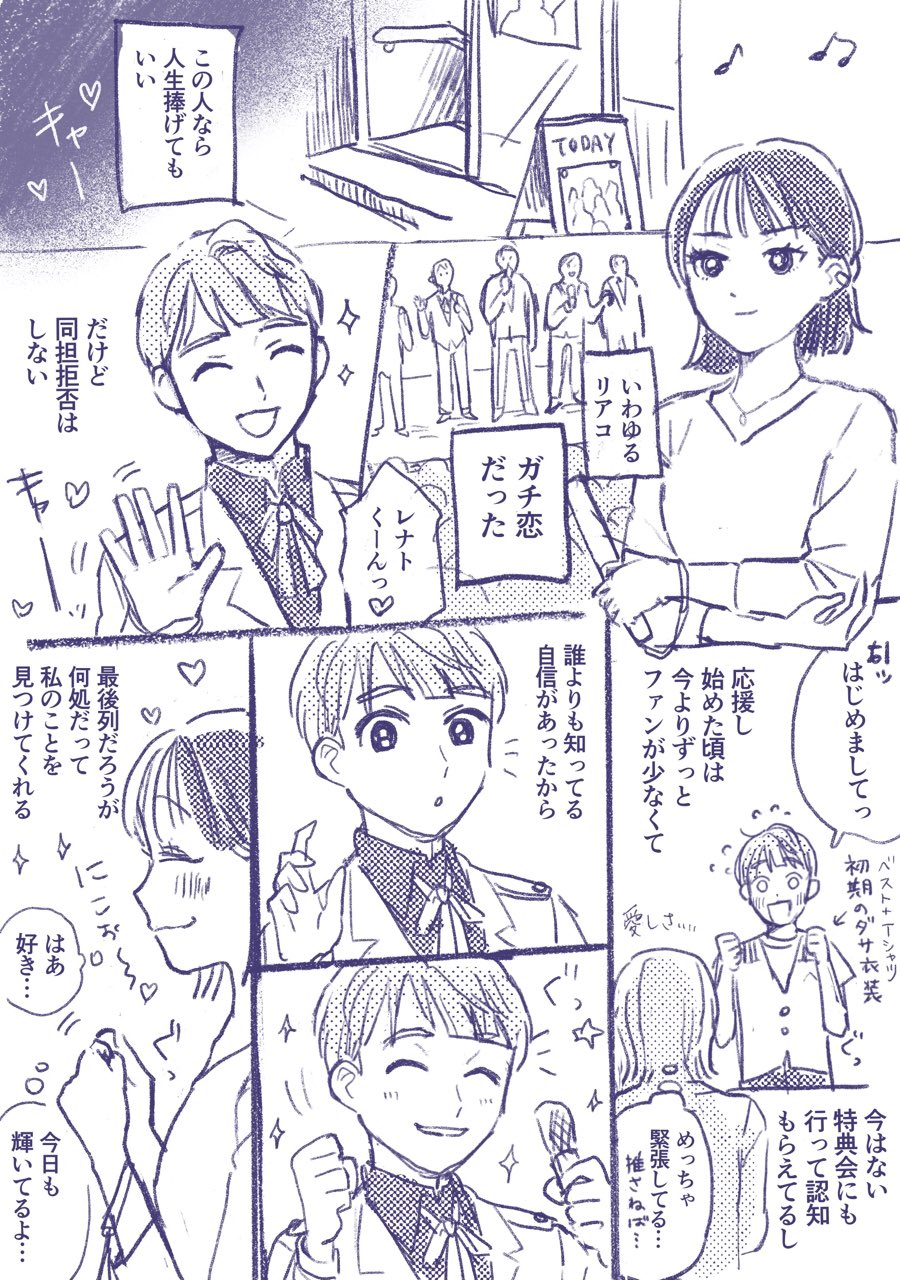 TODAY
この人なら
人生捧げても
いい
キャー
いわゆる
リアコ
ガチ恋
だった
レナト
くーんっ♡
だけど
同担拒否は
しない
キャー
はじめましてっ
応援し
始めた頃は
今よりずっと
ファンが少なくて
ベスト+Tシャツ
初期のダサ衣装
愛しさ…
ぐっ
めっちゃ
緊張してる…
推さねば…
今はない
特典会にも
行って認知
もらえてるし
誰よりも知ってる
自信があったから
ぐっ
最後列だろうが
何処だって
私のことを
見つけてくれる
にこぉ
はあ
好き…
ぐっ
今日も
輝いてるよ…